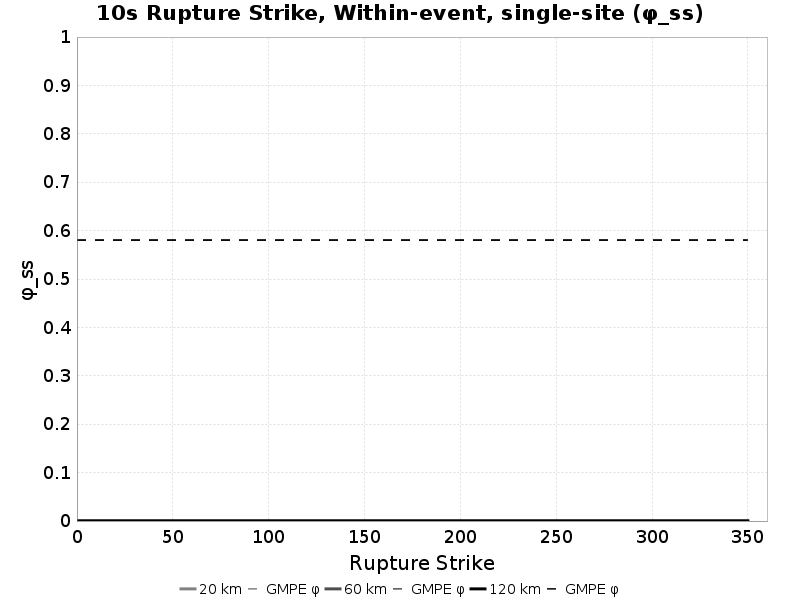 10s Rupture Strike, Within-event, single-site (φ_ss)
1
0.9
0.8
0.7
0.6
0.5
0.4
0.3
0.2
0.1
0
φ_ss
0 50 100 150 200 250 300 350
Rupture Strike
20 km GMPE φ 60 km GMPE φ 120 km GMPE φ